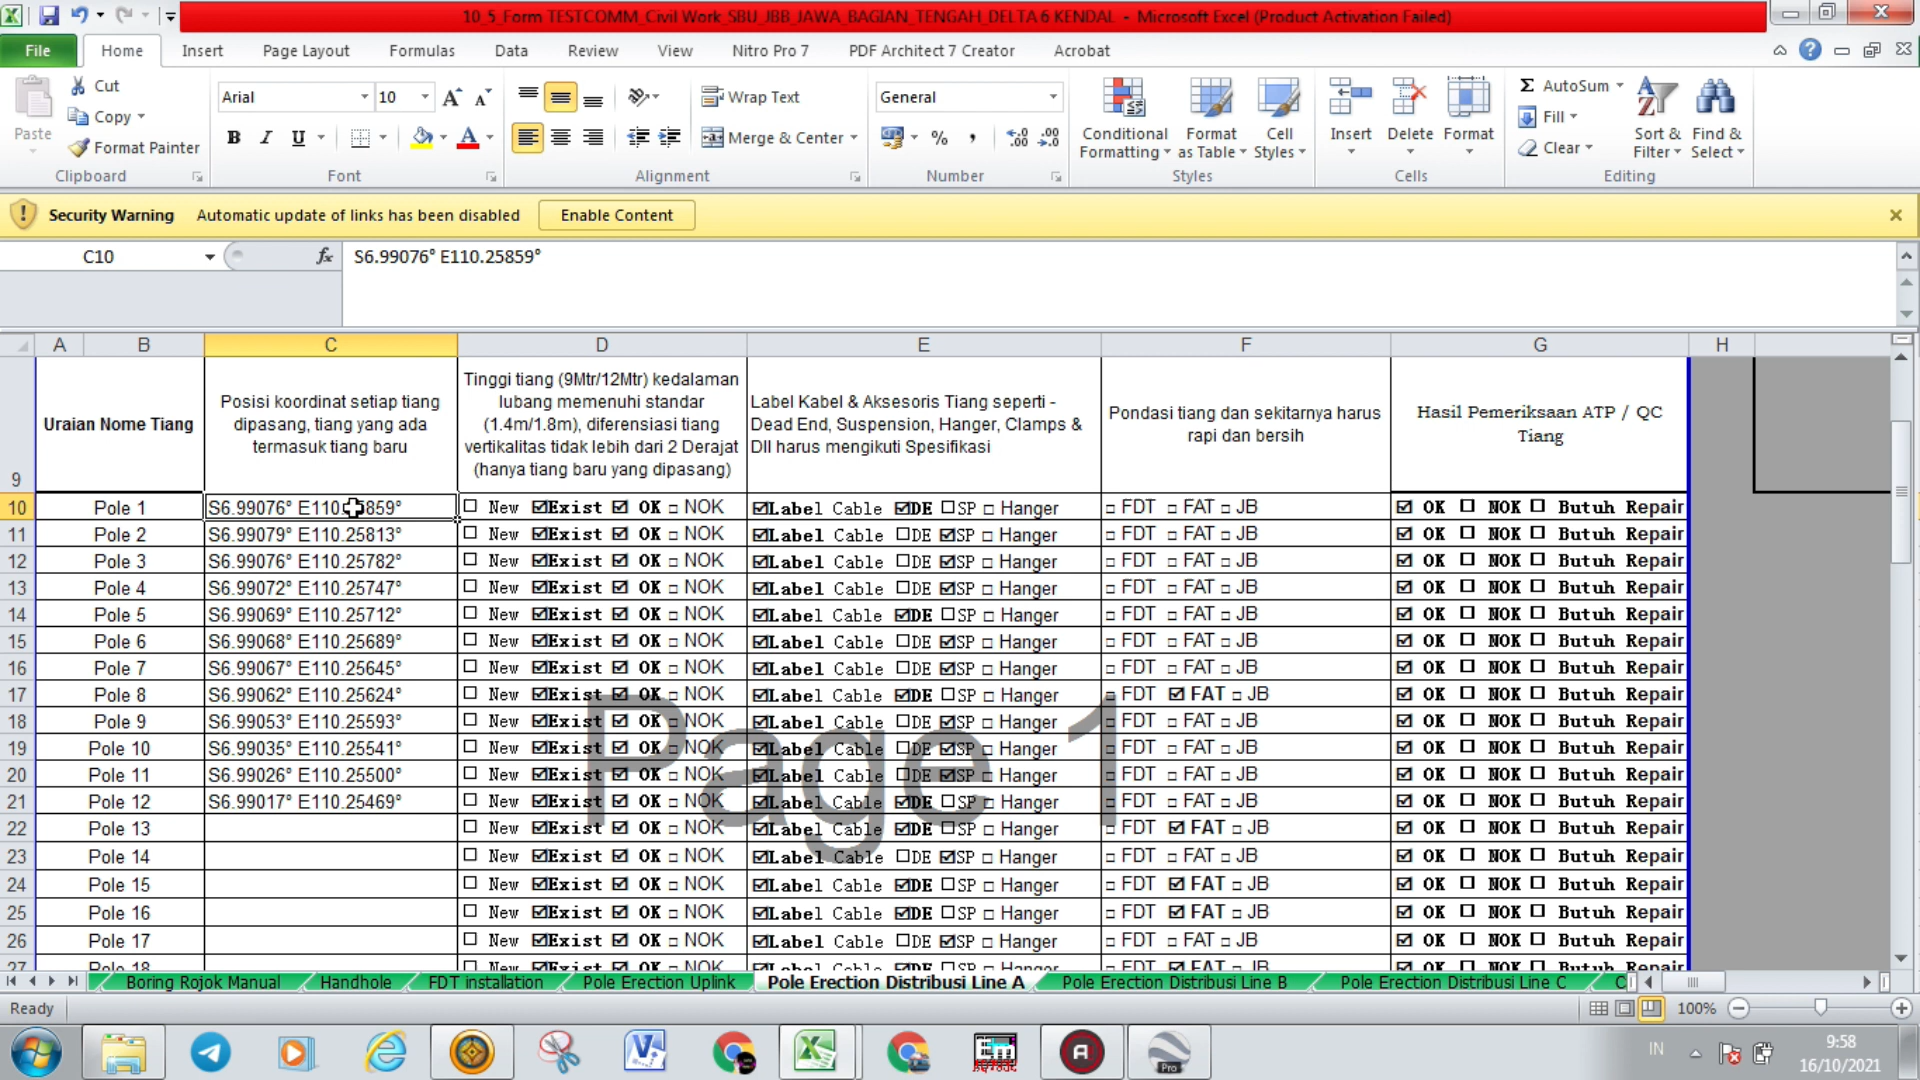 10_5_Form TESTCOMM_Civil Work_SBU_JBB_JAWA_BAGIAN_TENGAH_DELTA 6 KENDAL - Microsoft Excel (Product Activation Failed)
File Home Insert Page Layout Formulas Data Review View Nitro Pro 7 PDF Architect 7 Creator Acrobat
Paste
Cut
Copy
Format Painter
Clipboard
Arial 10
B I U A
Font
Wrap Text
Merge & Center
Alignment
General
%
Number
Conditional Formatting
Format as Table
Cell Styles
Styles
Insert Delete Format
Cells
AutoSum
Fill
Clear
Sort & Filter
Find & Select
Editing
Security Warning Automatic update of links has been disabled Enable Content
C10 fx S6.99076° E110.25859°
A B C D E F G H
9
Uraian Nome Tiang
Posisi koordinat setiap tiang
dipasang, tiang yang ada
termasuk tiang baru
Tinggi tiang (9Mtr/12Mtr) kedalaman
lubang memenuhi standar
(1.4m/1.8m), diferensiasi tiang
vertikalitas tidak lebih dari 2 Derajat
(hanya tiang baru yang dipasang)
Label Kabel & Aksesoris Tiang seperti -
Dead End, Suspension, Hanger, Clamps &
Dll harus mengikuti Spesifikasi
Pondasi tiang dan sekitarnya harus
rapi dan bersih
Hasil Pemeriksaan ATP / QC
Tiang
10 Pole 1 S6.99076° E110.25859° ☐ New ☑Exist ☑ OK □ NOK ☑Label Cable ☑DE ☐SP □ Hanger □ FDT □ FAT □ JB ☑ OK ☐ NOK ☐ Butuh Repair
11 Pole 2 S6.99079° E110.25813° ☐ New ☑Exist ☑ OK □ NOK ☑Label Cable ☐DE ☑SP □ Hanger □ FDT □ FAT □ JB ☑ OK ☐ NOK ☐ Butuh Repair
12 Pole 3 S6.99076° E110.25782° ☐ New ☑Exist ☑ OK □ NOK ☑Label Cable ☐DE ☑SP □ Hanger □ FDT □ FAT □ JB ☑ OK ☐ NOK ☐ Butuh Repair
13 Pole 4 S6.99072° E110.25747° ☐ New ☑Exist ☑ OK □ NOK ☑Label Cable ☐DE ☑SP □ Hanger □ FDT □ FAT □ JB ☑ OK ☐ NOK ☐ Butuh Repair
14 Pole 5 S6.99069° E110.25712° ☐ New ☑Exist ☑ OK □ NOK ☑Label Cable ☑DE ☐SP □ Hanger □ FDT □ FAT □ JB ☑ OK ☐ NOK ☐ Butuh Repair
15 Pole 6 S6.99068° E110.25689° ☐ New ☑Exist ☑ OK □ NOK ☑Label Cable ☐DE ☑SP □ Hanger □ FDT □ FAT □ JB ☑ OK ☐ NOK ☐ Butuh Repair
16 Pole 7 S6.99067° E110.25645° ☐ New ☑Exist ☑ OK □ NOK ☑Label Cable ☐DE ☑SP □ Hanger □ FDT □ FAT □ JB ☑ OK ☐ NOK ☐ Butuh Repair
17 Pole 8 S6.99062° E110.25624° ☐ New ☑Exist ☑ OK □ NOK ☑Label Cable ☑DE ☐SP □ Hanger □ FDT ☑ FAT □ JB ☑ OK ☐ NOK ☐ Butuh Repair
18 Pole 9 S6.99053° E110.25593° ☐ New ☑Exist ☑ OK □ NOK ☑Label Cable ☐DE ☑SP □ Hanger □ FDT □ FAT □ JB ☑ OK ☐ NOK ☐ Butuh Repair
19 Pole 10 S6.99035° E110.25541° ☐ New ☑Exist ☑ OK □ NOK ☑Label Cable ☐DE ☑SP □ Hanger □ FDT □ FAT □ JB ☑ OK ☐ NOK ☐ Butuh Repair
20 Pole 11 S6.99026° E110.25500° ☐ New ☑Exist ☑ OK □ NOK ☑Label Cable ☐DE ☑SP □ Hanger □ FDT □ FAT □ JB ☑ OK ☐ NOK ☐ Butuh Repair
21 Pole 12 S6.99017° E110.25469° ☐ New ☑Exist ☑ OK □ NOK ☑Label Cable ☑DE ☐SP □ Hanger □ FDT □ FAT □ JB ☑ OK ☐ NOK ☐ Butuh Repair
22 Pole 13 ☐ New ☑Exist ☑ OK □ NOK ☑Label Cable ☑DE ☐SP □ Hanger □ FDT ☑ FAT □ JB ☑ OK ☐ NOK ☐ Butuh Repair
23 Pole 14 ☐ New ☑Exist ☑ OK □ NOK ☑Label Cable ☐DE ☑SP □ Hanger □ FDT □ FAT □ JB ☑ OK ☐ NOK ☐ Butuh Repair
24 Pole 15 ☐ New ☑Exist ☑ OK □ NOK ☑Label Cable ☑DE ☐SP □ Hanger □ FDT ☑ FAT □ JB ☑ OK ☐ NOK ☐ Butuh Repair
25 Pole 16 ☐ New ☑Exist ☑ OK □ NOK ☑Label Cable ☑DE ☐SP □ Hanger □ FDT ☑ FAT □ JB ☑ OK ☐ NOK ☐ Butuh Repair
26 Pole 17 ☐ New ☑Exist ☑ OK □ NOK ☑Label Cable ☐DE ☑SP □ Hanger □ FDT □ FAT □ JB ☑ OK ☐ NOK ☐ Butuh Repair
27 Pole 18 ☐ New ☑Exist ☑ OK □ NOK ☑Label Cable ☐DE ☑SP □ Hanger □ FDT ☑ FAT □ JB ☑ OK ☐ NOK ☐ Butuh Repair
Page 1
Boring Rojok Manual Handhole FDT installation Pole Erection Uplink Pole Erection Distribusi Line A Pole Erection Distribusi Line B Pole Erection Distribusi Line C
Ready 100%
Pro
IN
9:58
16/10/2021